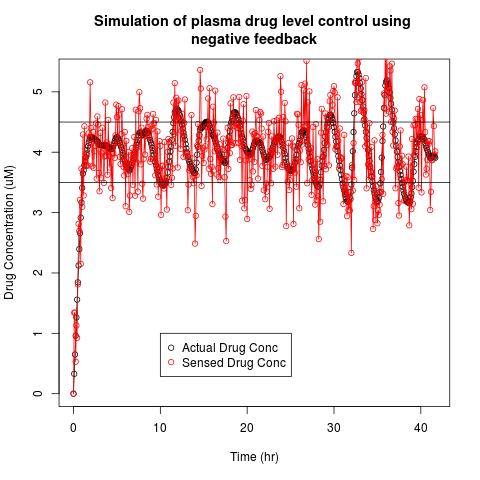 Simulation of plasma drug level control using
negative feedback
Drug Concentration (uM)
5
4
3
2
1
0
Actual Drug Conc
Sensed Drug Conc
0 10 20 30 40
Time (hr)